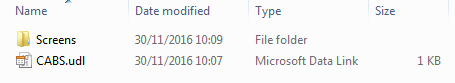 Name Date modified Type Size
Screens 30/11/2016 10:09 File folder
CABS.udl 30/11/2016 10:07 Microsoft Data Link 1 KB